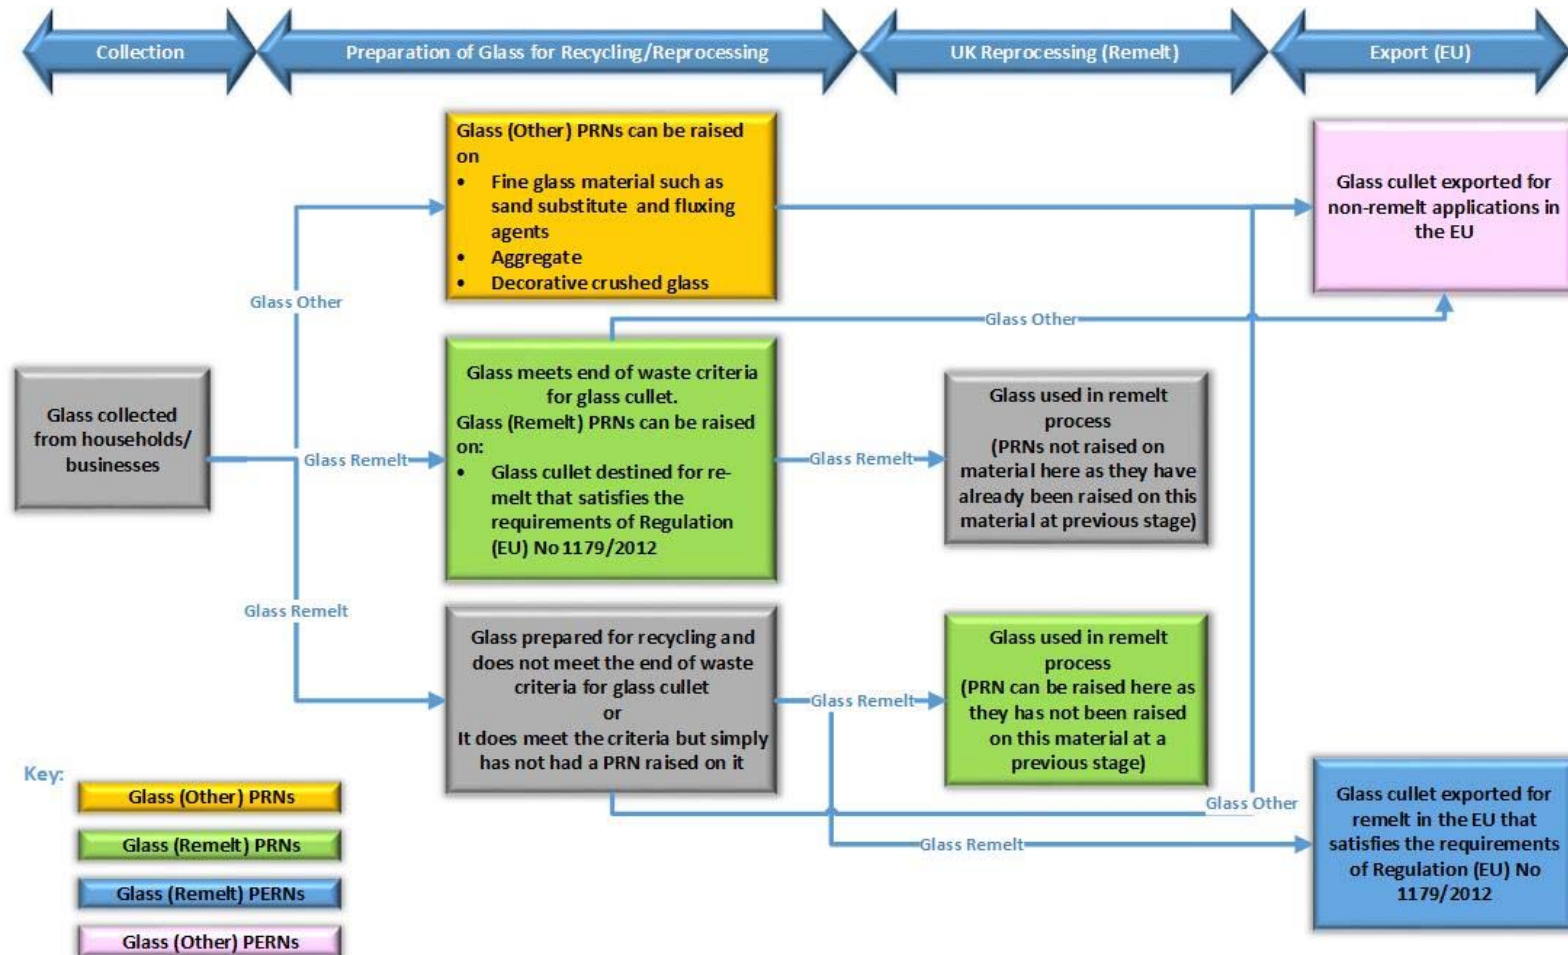 Collection
Preparation of Glass for Recycling/Reprocessing
UK Reprocessing (Remelt)
Export (EU)
Glass (Other) PRNs can be raised
on
• Fine glass material such as
sand substitute and fluxing
agents
• Aggregate
• Decorative crushed glass
Glass cullet exported for
non-remelt applications in
the EU
Glass Other
Glass Other
Glass collected
from households/
businesses
Glass Remelt
Glass meets end of waste criteria
for glass cullet.
Glass (Remelt) PRNs can be raised
on:
• Glass cullet destined for re-
melt that satisfies the
requirements of Regulation
(EU) No 1179/2012
Glass Remelt
Glass used in remelt
process
(PRNs not raised on
material here as they have
already been raised on this
material at previous stage)
Glass Remelt
Glass prepared for recycling and
does not meet the end of waste
criteria for glass cullet
or
It does meet the criteria but simply
has not had a PRN raised on it
Glass Remelt
Glass used in remelt
process
(PRN can be raised here as
they has not been raised
on this material at a
previous stage)
Glass Other
Glass Remelt
Glass cullet exported for
remelt in the EU that
satisfies the requirements
of Regulation (EU) No
1179/2012
Key:
Glass (Other) PRNs
Glass (Remelt) PRNs
Glass (Remelt) PERNs
Glass (Other) PERNs